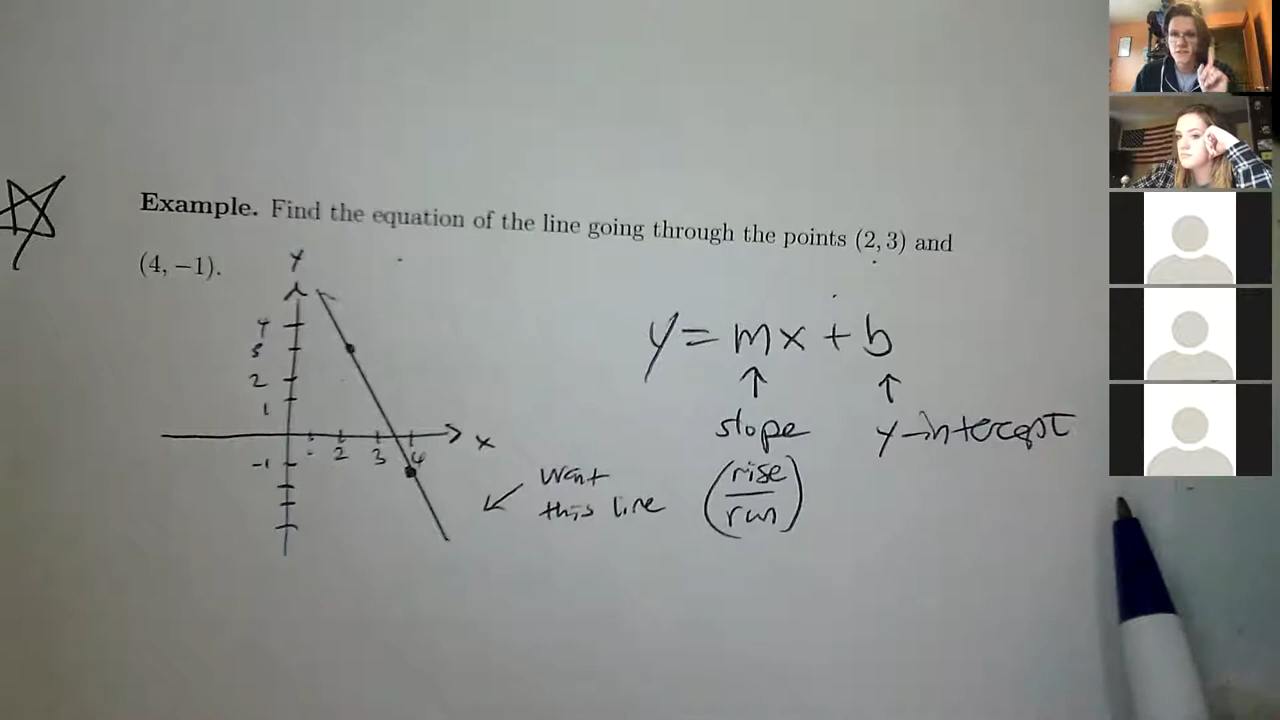 Example. Find the equation of the line going through the points (2, 3) and
(4, −1).
y
4
3
2
1
-1
2 3 4
x
want
this line
y = mx + b
↑ ↑
slope y-intercept
(rise/run)